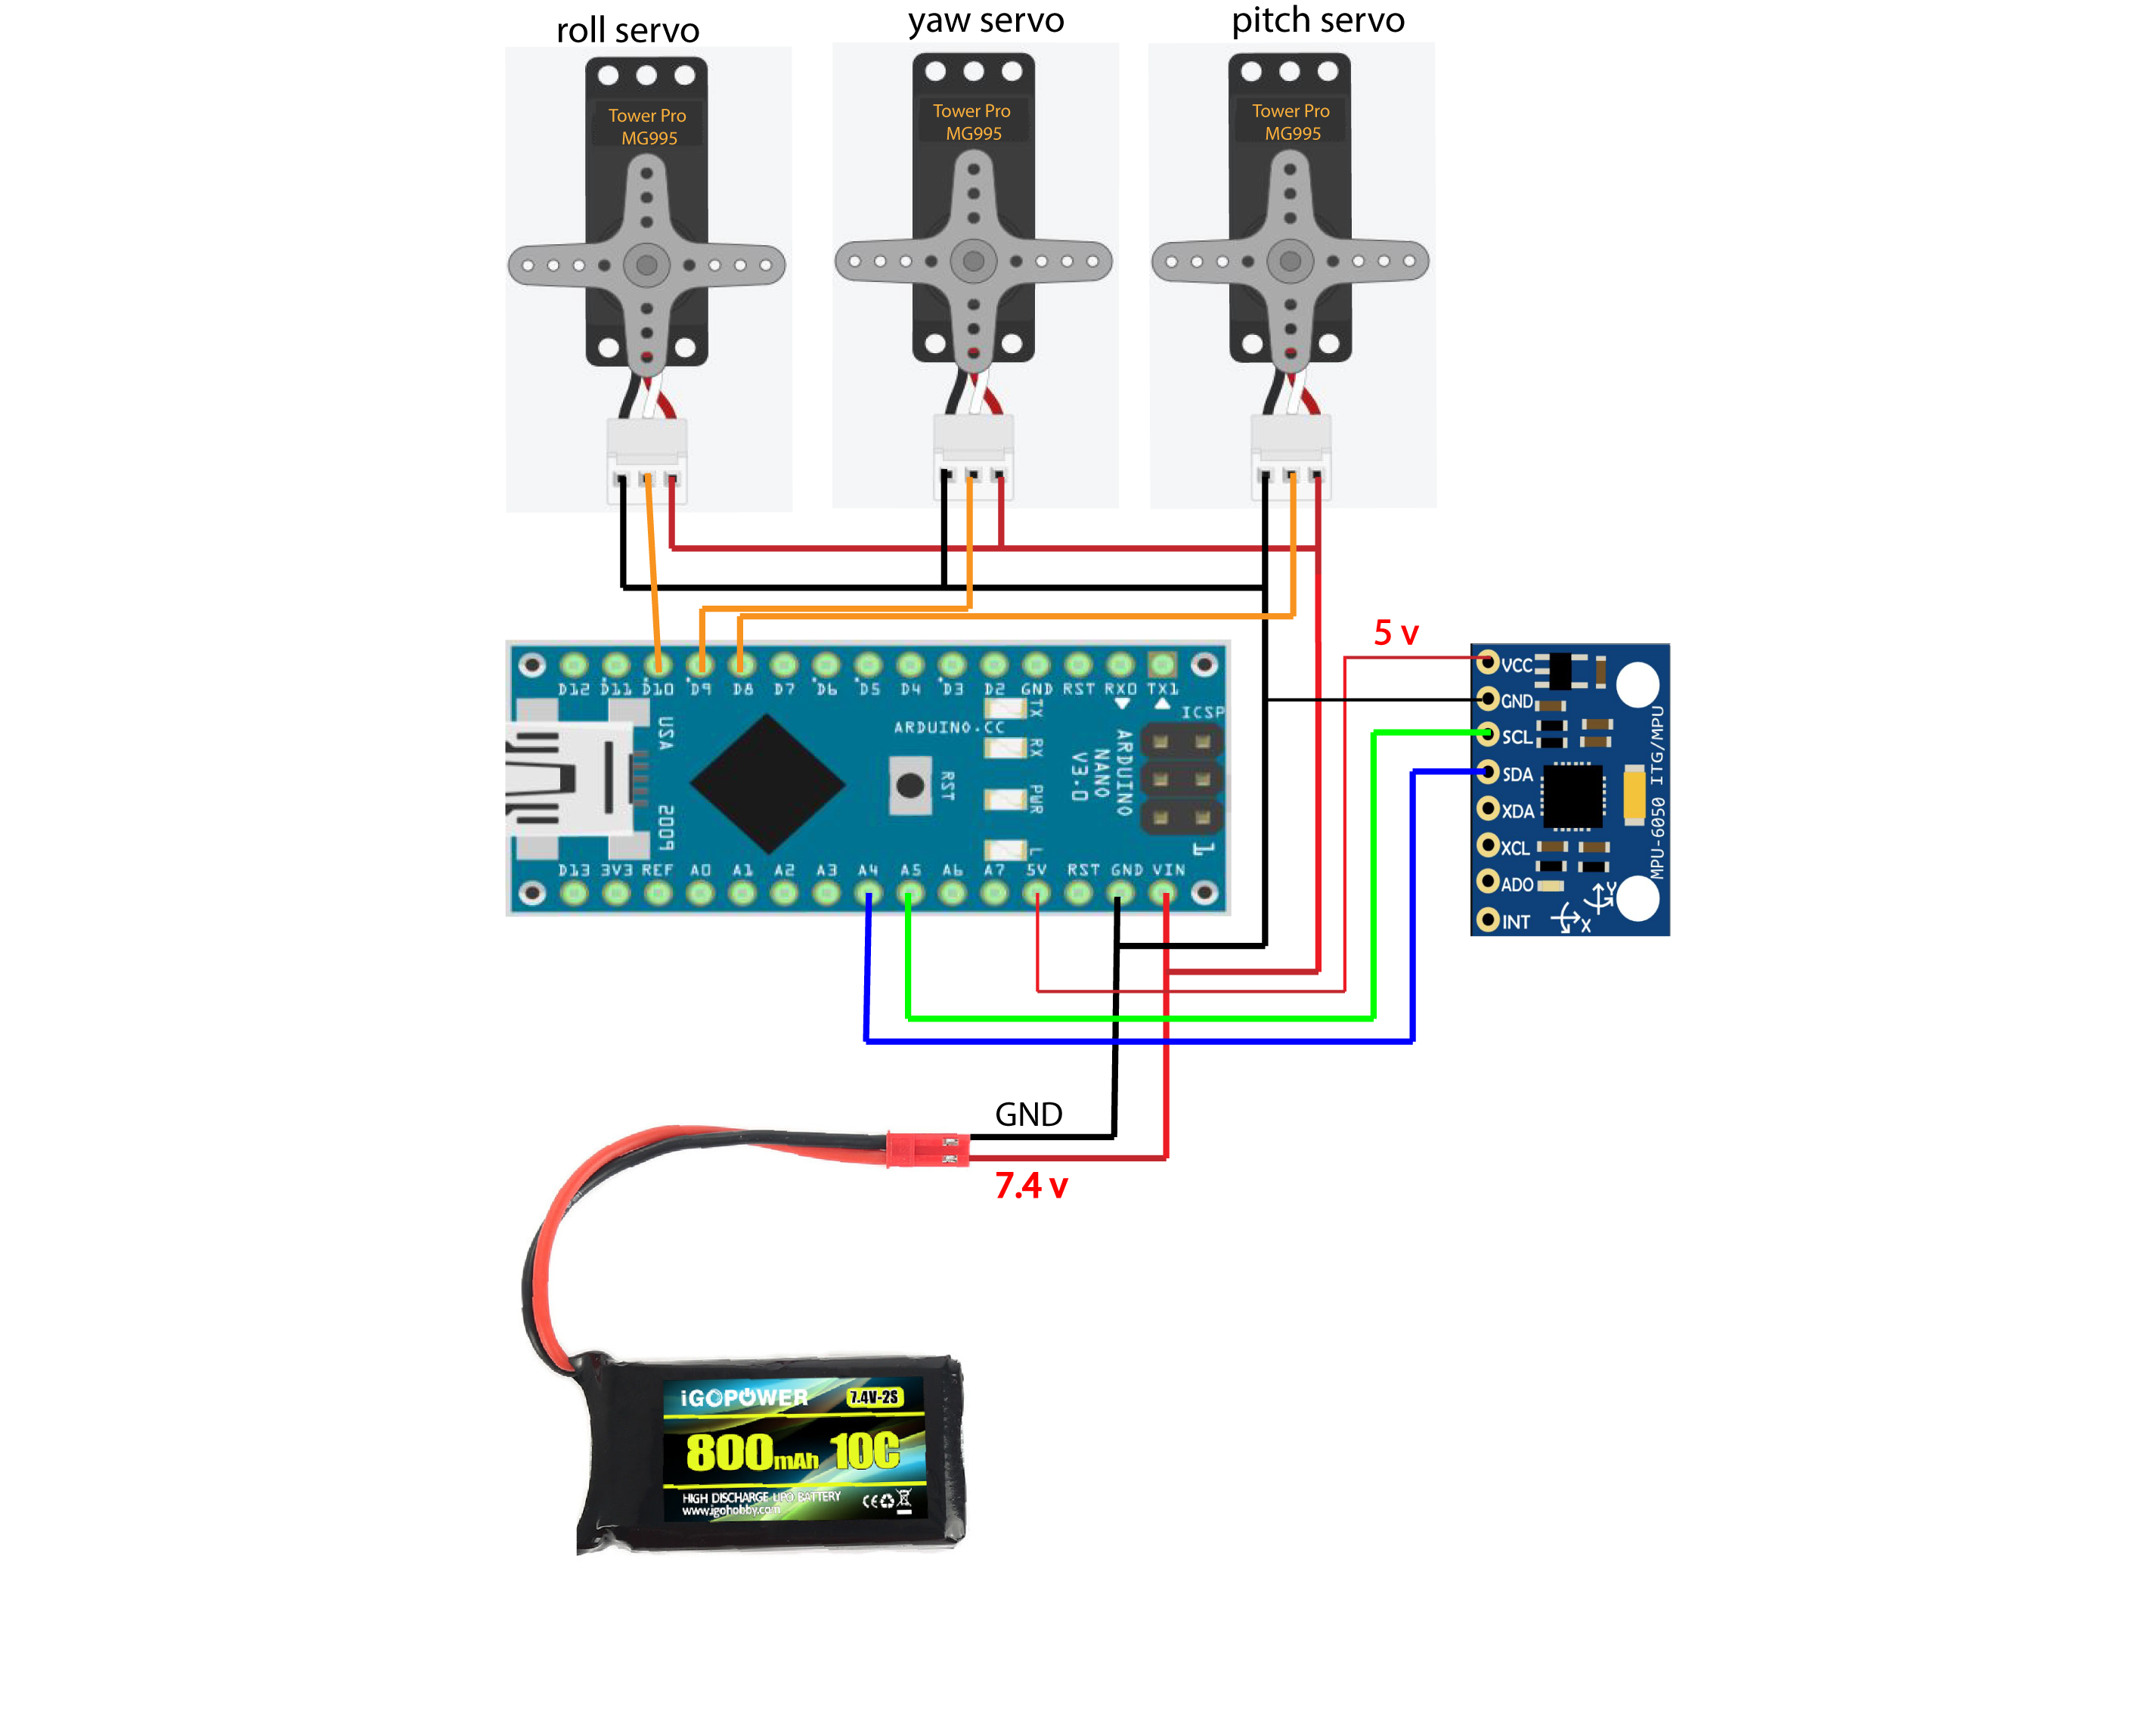 roll servo
yaw servo
pitch servo
Tower Pro
MG995
Tower Pro
MG995
Tower Pro
MG995
5 v
D12 D11 D10 D9 D8 D7 D6 D5 D4 D3 D2 GND RST RX0 TX1
ICSP
ARDUINO.CC
TX
RX
PWR
L
RST
ARDUINO
NANO
V3.0
USA
2009
1
D13 3V3 REF A0 A1 A2 A3 A4 A5 A6 A7 5V RST GND VIN
VCC
GND
SCL
SDA
XDA
XCL
ADO
INT
MPU-6050 ITG/MPU
Y
X
GND
7.4 v
iGOPOWER
7.4V-2S
800mAh 10C
HIGH DISCHARGE LIPO BATTERY
www.igohobby.com
CE